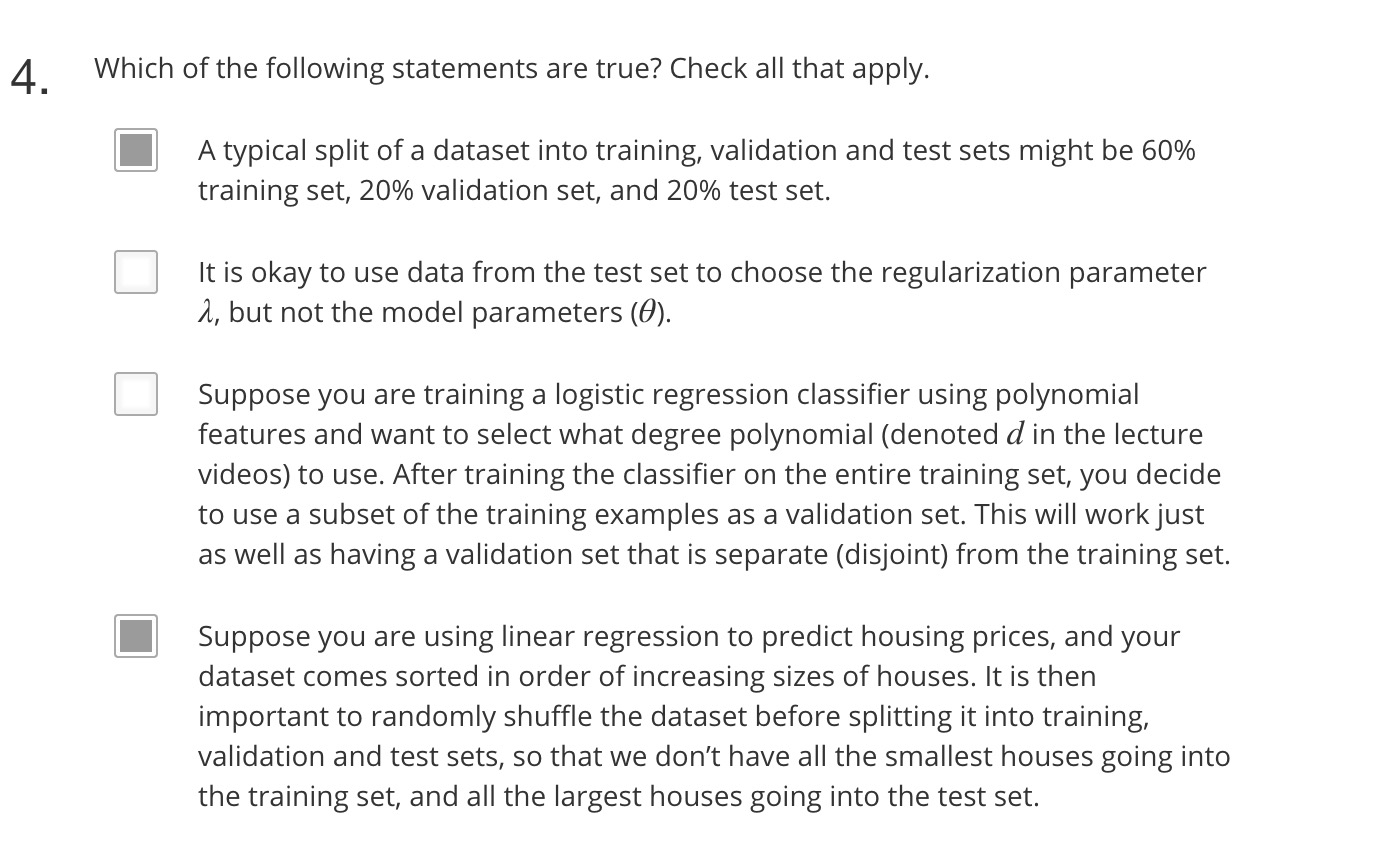 4. Which of the following statements are true? Check all that apply.
A typical split of a dataset into training, validation and test sets might be 60%
training set, 20% validation set, and 20% test set.
It is okay to use data from the test set to choose the regularization parameter
λ, but not the model parameters (θ).
Suppose you are training a logistic regression classifier using polynomial
features and want to select what degree polynomial (denoted d in the lecture
videos) to use. After training the classifier on the entire training set, you decide
to use a subset of the training examples as a validation set. This will work just
as well as having a validation set that is separate (disjoint) from the training set.
Suppose you are using linear regression to predict housing prices, and your
dataset comes sorted in order of increasing sizes of houses. It is then
important to randomly shuffle the dataset before splitting it into training,
validation and test sets, so that we don’t have all the smallest houses going into
the training set, and all the largest houses going into the test set.